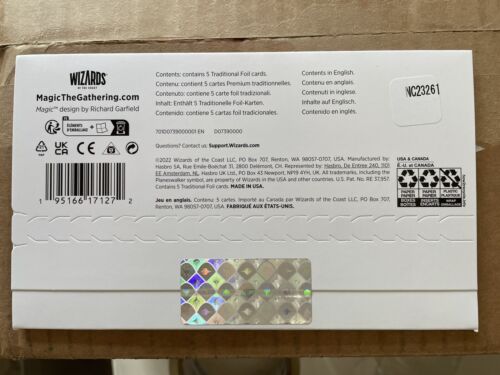 WIZARDS
OF THE COAST
MagicTheGathering.com
Magic™ design by Richard Garfield
FR
ÉLÉMENTS
D'EMBALLAGE
UK
CA
CE
1 95166 17127 2
Contents: contains 5 Traditional Foil cards.
Contenu: contient 5 cartes Premium traditionnelles.
Contenuto: contiene 5 carte foil tradizionali.
Inhalt: Enthält 5 Traditionelle Foil-Karten.
Contenido: contiene 5 cartas foil tradicionales.
701D0739000001 EN D07390000
Questions? Contact us: Support.Wizards.com
Contents in English.
Contenu en anglais.
Contenuti in inglese.
Inhalte auf Englisch.
Contenido en inglés.
NC23261
©2022 Wizards of the Coast LLC, PO Box 707, Renton, WA 98057-0707, USA. Manufactured by:
Hasbro SA, Rue Emile-Boéchat 31, 2800 Delémont, CH. Represented by: Hasbro, De Entree 240, 1101
EE Amsterdam, NL. Hasbro UK Ltd, PO Box 43 Newport, NP19 4YH, UK. All trademarks, including the
Planeswalker symbol, are property of Wizards in the USA and other countries. U.S. Pat. No. RE 37,957.
Contains 5 Traditional Foil cards. MADE IN USA.
Jeu en anglais. Contenu: 5 cartes. Importé au Canada par Wizards of the Coast LLC, PO Box 707,
Renton, WA 98057-0707, USA. FABRIQUÉ AUX ÉTATS-UNIS.
USA & CANADA
É.-U. et CANADA
PAPER PAPER
PAPIER PAPIER
BOXES INSERTS WRAP
BOÎTES ENCARTS EMBALLAGE